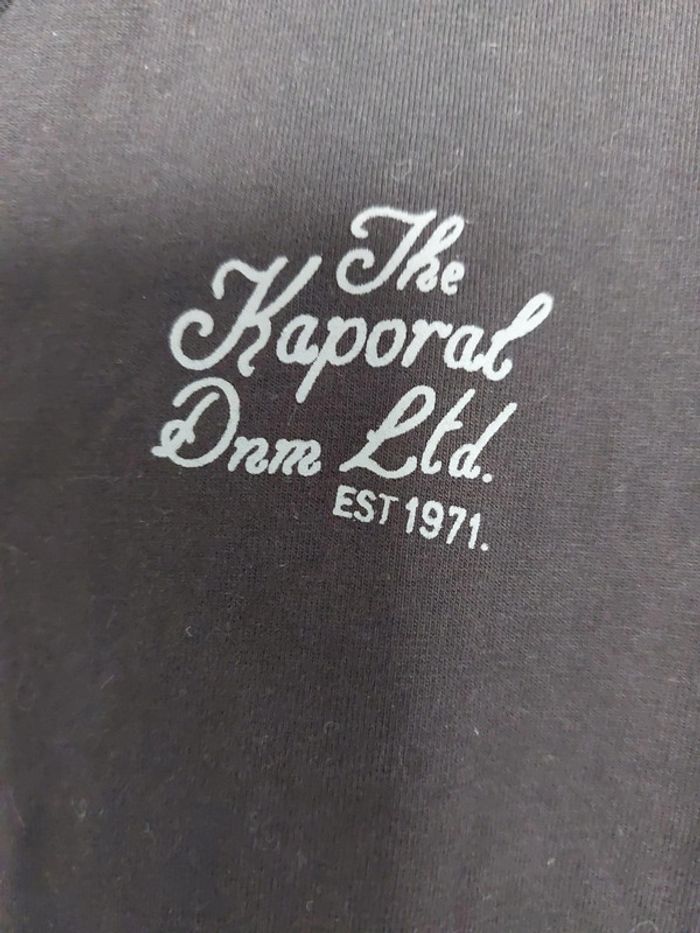 The
Kaporal
Dnm Ltd.
EST 1971.